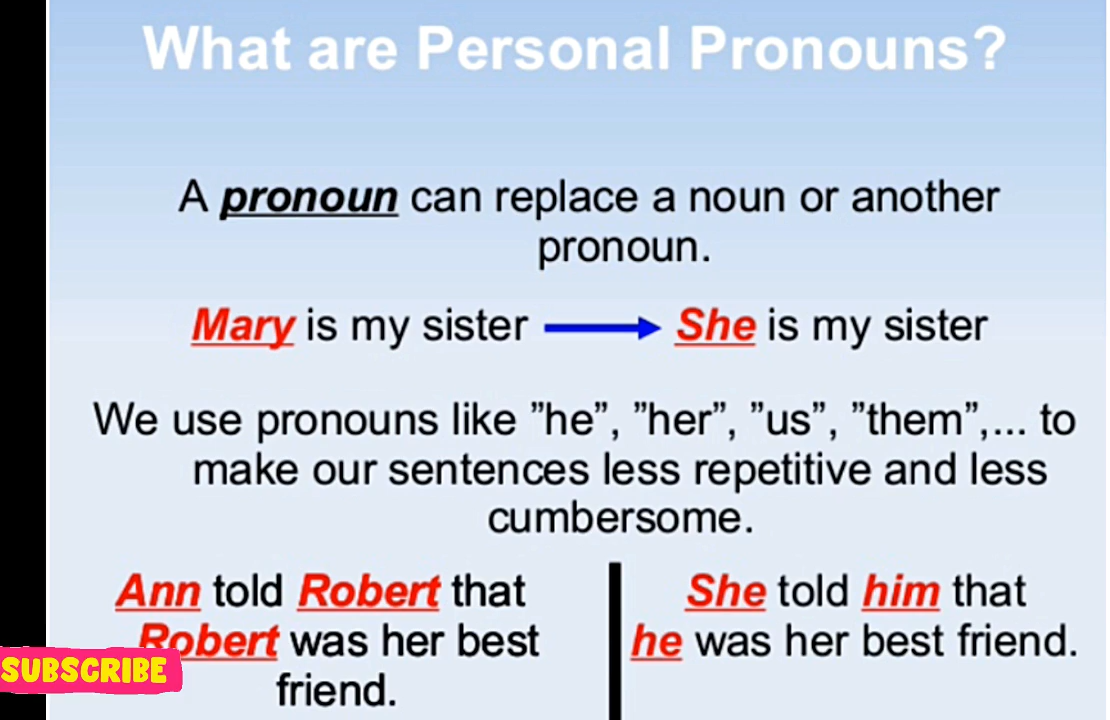 What are Personal Pronouns?
A pronoun can replace a noun or another
pronoun.
Mary is my sister She is my sister
We use pronouns like ”he”, ”her”, ”us”, ”them”,... to
make our sentences less repetitive and less
cumbersome.
Ann told Robert that
Robert was her best
friend.
She told him that
he was her best friend.
SUBSCRIBE